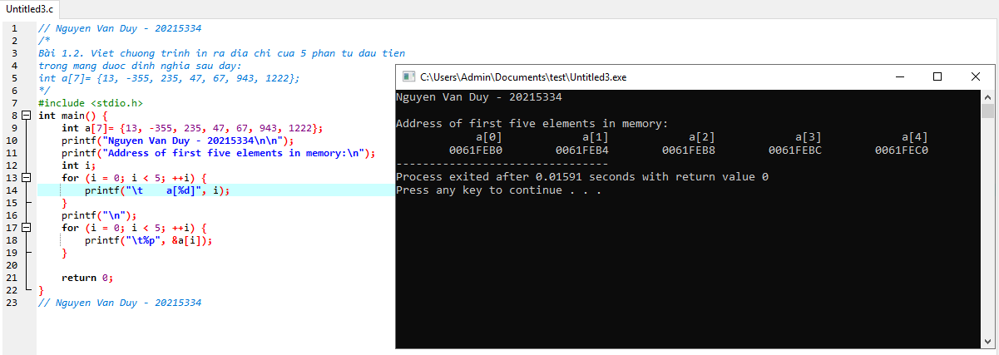 Untitled3.c
1 // Nguyen Van Duy - 20215334
2 /*
3 Bài 1.2. Viet chuong trinh in ra dia chi cua 5 phan tu dau tien
4 trong mang duoc dinh nghia sau day:
5 int a[7]= {13, -355, 235, 47, 67, 943, 1222};
6 */
7 #include <stdio.h>
8 int main() {
9     int a[7]= {13, -355, 235, 47, 67, 943, 1222};
10     printf("Nguyen Van Duy - 20215334\n\n");
11     printf("Address of first five elements in memory:\n");
12     int i;
13     for (i = 0; i < 5; ++i) {
14         printf("\t    a[%d]", i);
15     }
16     printf("\n");
17     for (i = 0; i < 5; ++i) {
18         printf("\t%p", &a[i]);
19     }
20
21     return 0;
22 }
23 // Nguyen Van Duy - 20215334
C:\Users\Admin\Documents\test\Untitled3.exe
Nguyen Van Duy - 20215334
Address of first five elements in memory:
a[0] a[1] a[2] a[3] a[4]
0061FEB0 0061FEB4 0061FEB8 0061FEBC 0061FEC0
--------------------------------
Process exited after 0.01591 seconds with return value 0
Press any key to continue . . .